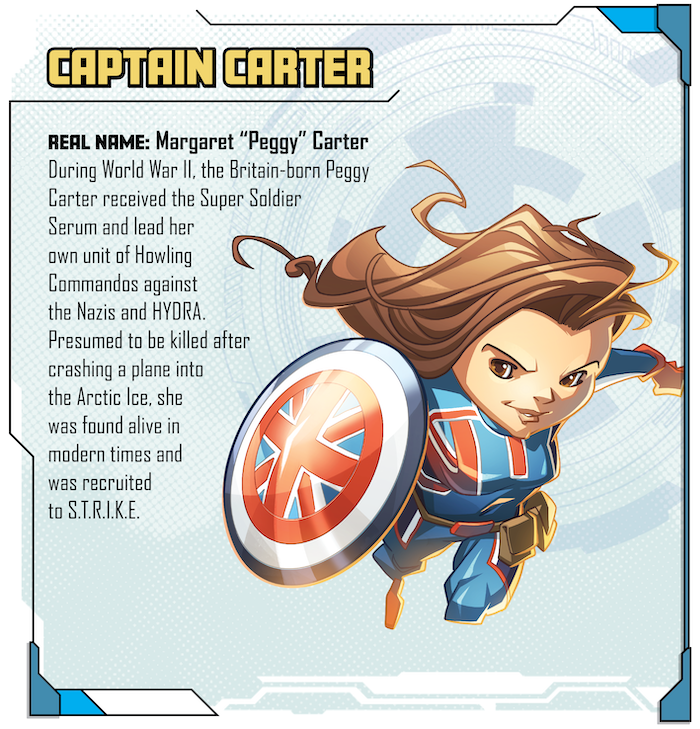 CAPTAIN CARTER
REAL NAME: Margaret “Peggy” Carter
During World War II, the Britain-born Peggy
Carter received the Super Soldier
Serum and lead her
own unit of Howling
Commandos against
the Nazis and HYDRA.
Presumed to be killed after
crashing a plane into
the Arctic Ice, she
was found alive in
modern times and
was recruited
to S.T.R.I.K.E.